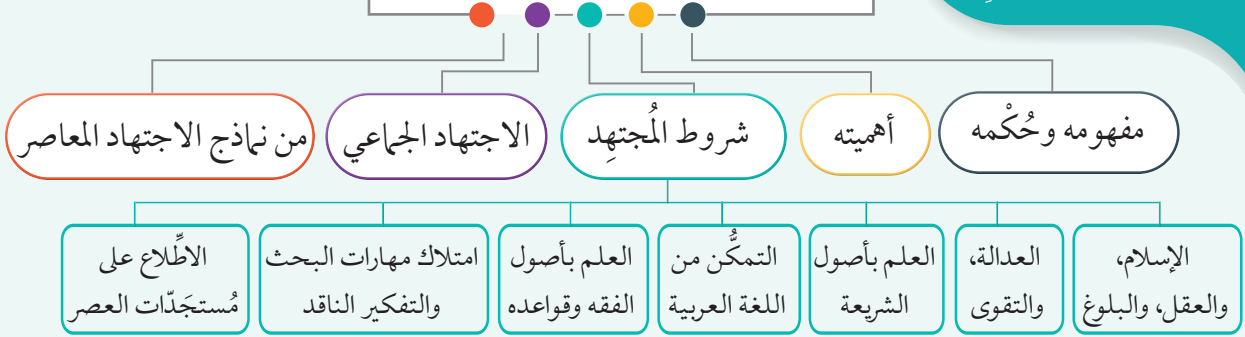 مفهومه وحُكْمه
أهميته
شروط المُجتهِد
الاجتهاد الجماعي
من نماذج الاجتهاد المعاصر
الإسلام،
والعقل، والبلوغ
العدالة،
والتقوى
العلم بأصول
الشريعة
التمكُّن من
اللغة العربية
العلم بأصول
الفقه وقواعده
امتلاك مهارات البحث
والتفكير الناقد
الاطِّلاع على
مُستجَدّات العصر